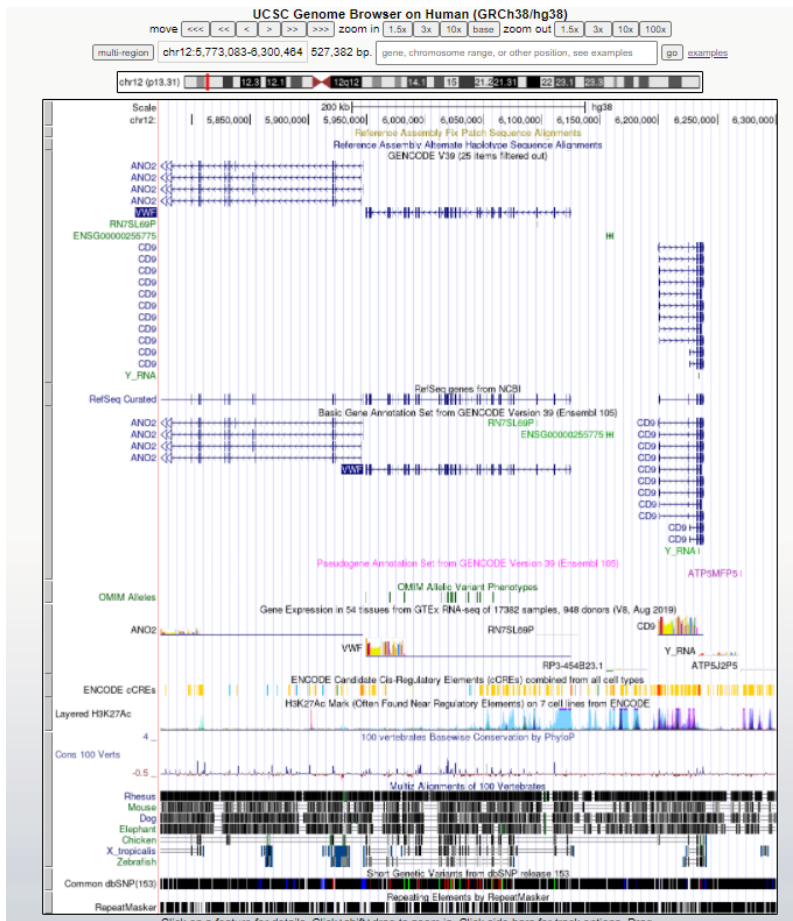 UCSC Genome Browser on Human (GRCh38/hg38)
move <<< << < > >> >>> zoom in 1.5x 3x 10x base zoom out 1.5x 3x 10x 100x
multi-region chr12:5,773,083-6,300,464 527,382 bp. gene, chromosome range, or other position, see examples go examples
chr12 (p13.31) 12.3 12.1 12q12 14.1 15 21.2 21.31 22 23.1 23.3
Scale 200 kb hg38
chr12: 5,850,000 5,900,000 5,950,000 6,000,000 6,050,000 6,100,000 6,150,000 6,200,000 6,250,000 6,300,000
Reference Assembly Fix Patch Sequence Alignments
Reference Assembly Alternate Haplotype Sequence Alignments
GENCODE V39 (25 items filtered out)
ANO2
ANO2
ANO2
ANO2
VWF
RN7SL69P
ENSG00000255775
CD9
CD9
CD9
CD9
CD9
CD9
CD9
CD9
CD9
CD9
CD9
Y_RNA
RefSeq genes from NCBI
RefSeq Curated
Basic Gene Annotation Set from GENCODE Version 39 (Ensembl 105)
ANO2 RN7SL69P CD9
ANO2 ENSG00000255775 CD9
ANO2 CD9
ANO2 CD9
VWF CD9
CD9
CD9
CD9
CD9
CD9
CD9
Y_RNA
Pseudogene Annotation Set from GENCODE Version 39 (Ensembl 105)
ATP5MFP5
OMIM Allelic Variant Phenotypes
OMIM Alleles
Gene Expression in 54 tissues from GTEx RNA-seq of 17382 samples, 948 donors (V8, Aug 2019)
ANO2 RN7SL69P CD9
VWF Y_RNA
RP3-454B23.1 ATP5J2P5
ENCODE Candidate Cis-Regulatory Elements (cCREs) combined from all cell types
ENCODE cCREs
H3K27Ac Mark (Often Found Near Regulatory Elements) on 7 cell lines from ENCODE
Layered H3K27Ac
100 vertebrates Basewise Conservation by PhyloP
4 _
Cons 100 Verts
-0.5 _
Multiz Alignments of 100 Vertebrates
Rhesus
Mouse
Dog
Elephant
Chicken
X_tropicalis
Zebrafish
Short Genetic Variants from dbSNP release 153
Common dbSNP(153)
Repeating Elements by RepeatMasker
RepeatMasker